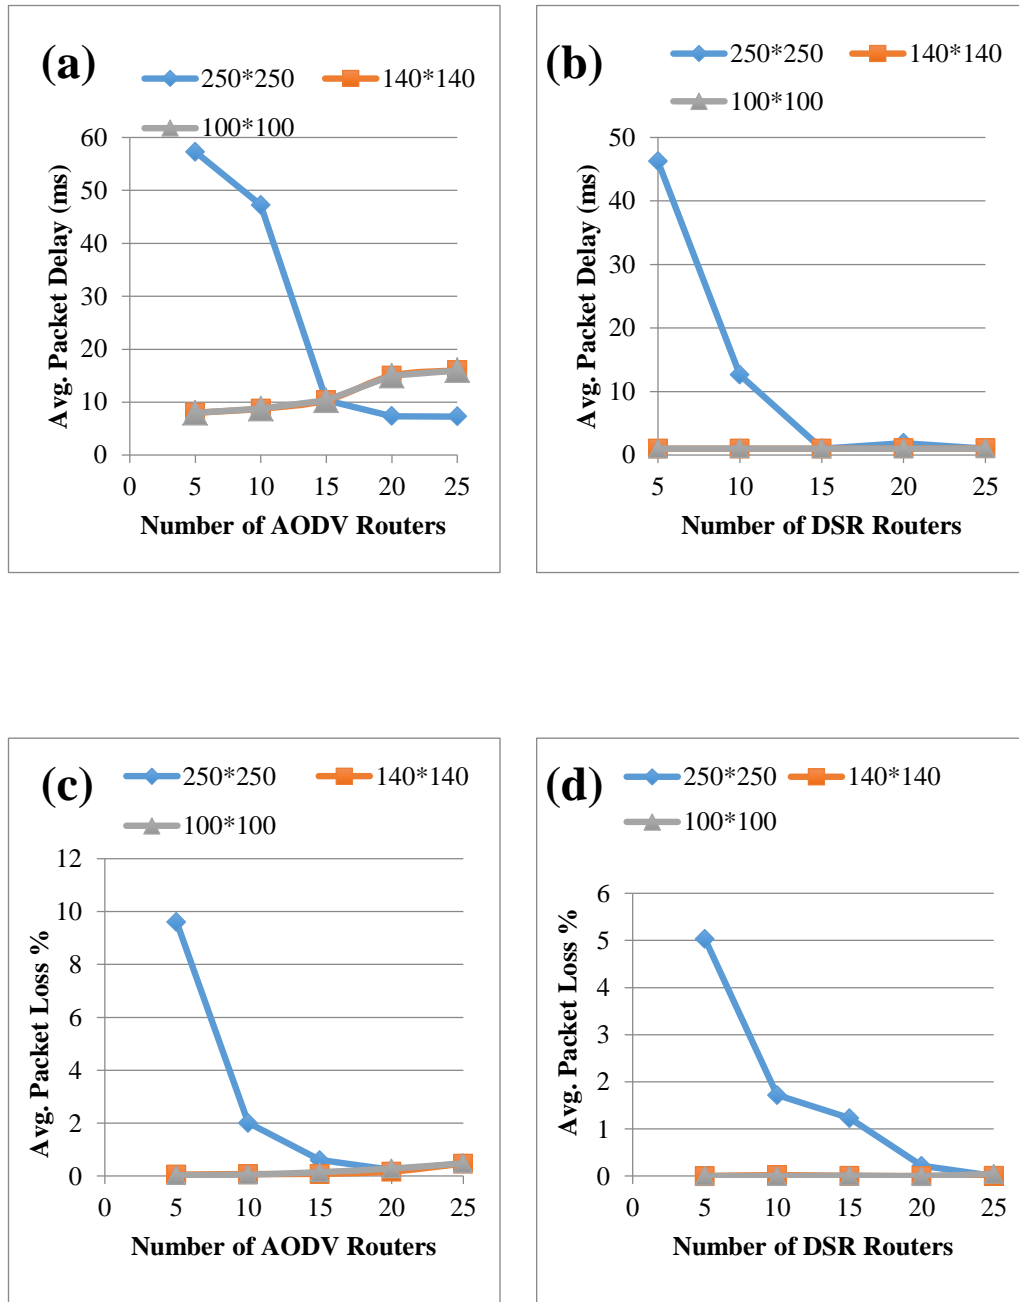 (a)
250*250 140*140
100*100
60
50
40
30
20
10
0
0 5 10 15 20 25
Avg. Packet Delay (ms)
Number of AODV Routers
(b)
250*250 140*140
100*100
50
40
30
20
10
0
5 10 15 20 25
Avg. Packet Delay (ms)
Number of DSR Routers
(c)
250*250 140*140
100*100
12
10
8
6
4
2
0
0 5 10 15 20 25
Avg. Packet Loss %
Number of AODV Routers
(d)
250*250 140*140
100*100
6
5
4
3
2
1
0
0 5 10 15 20 25
Avg. Packet Loss %
Number of DSR Routers